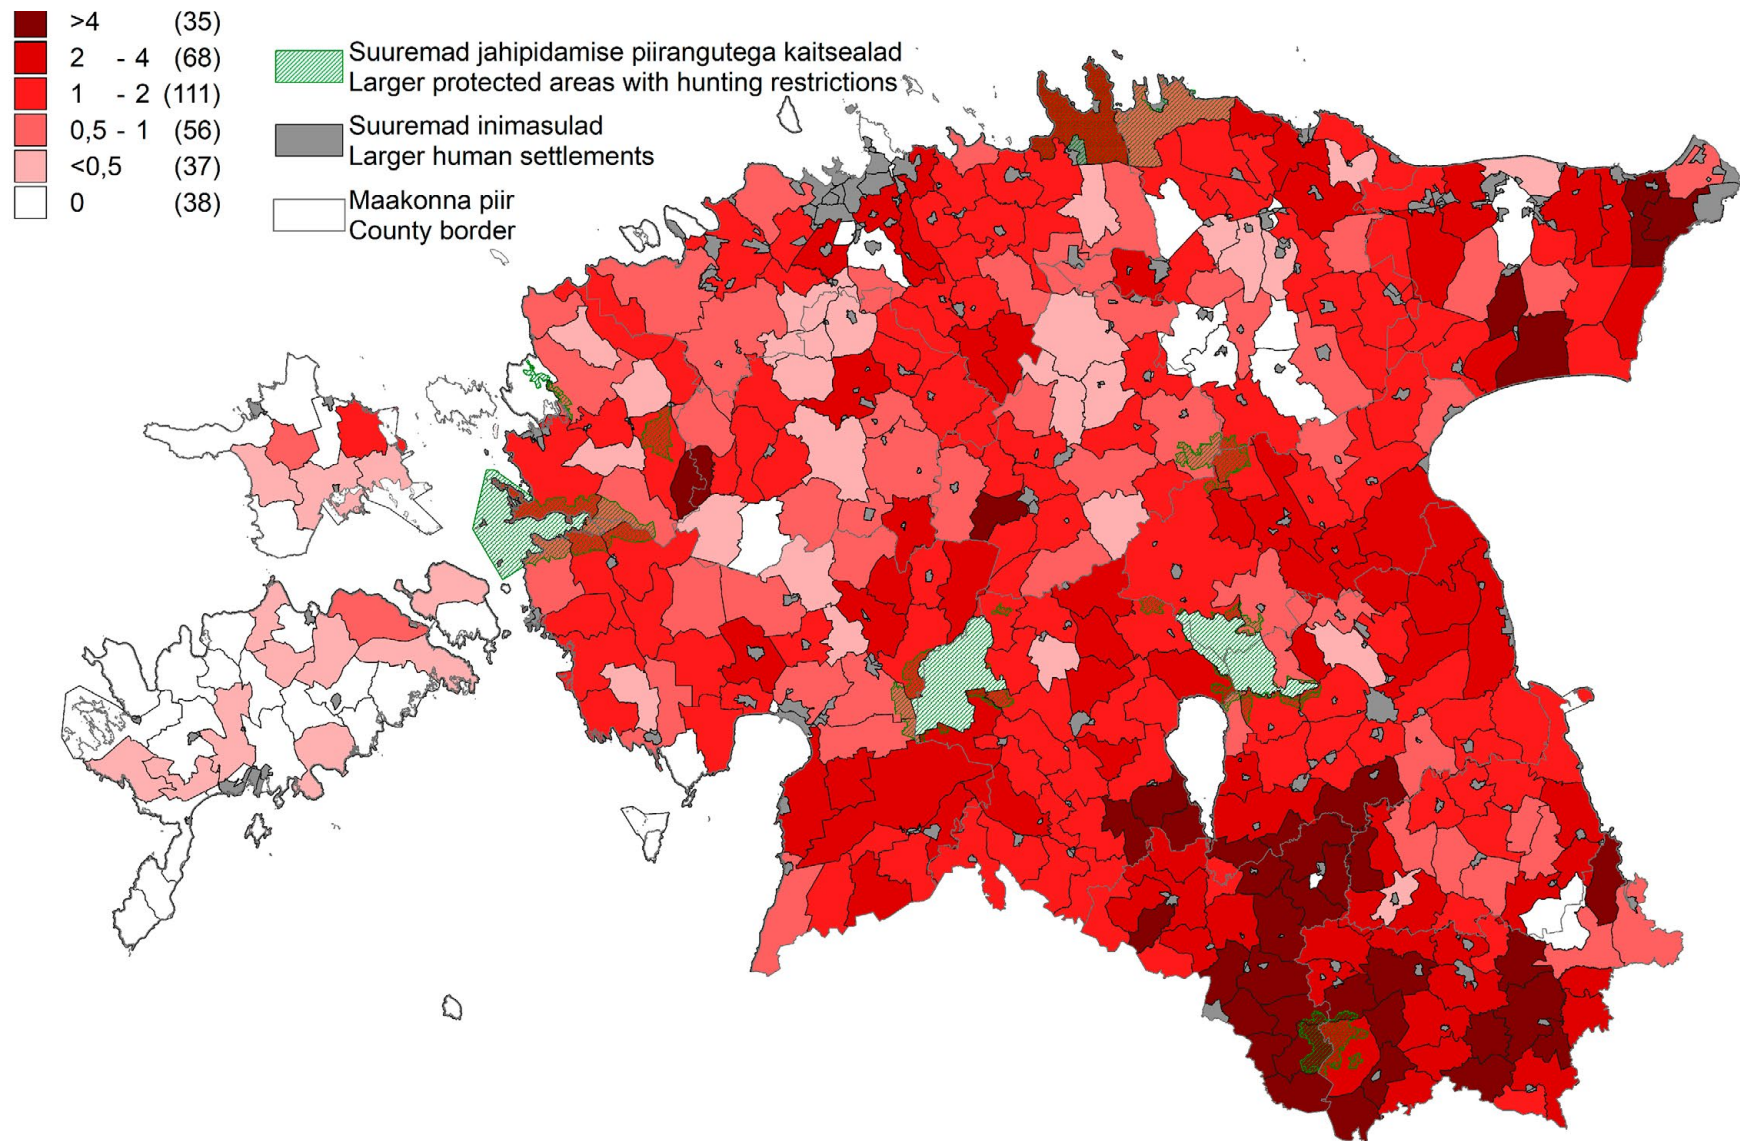 >4 (35)
2 - 4 (68)
1 - 2 (111)
0,5 - 1 (56)
<0,5 (37)
0 (38)
Suuremad jahipidamise piirangutega kaitsealad
Larger protected areas with hunting restrictions
Suuremad inimasulad
Larger human settlements
Maakonna piir
County border